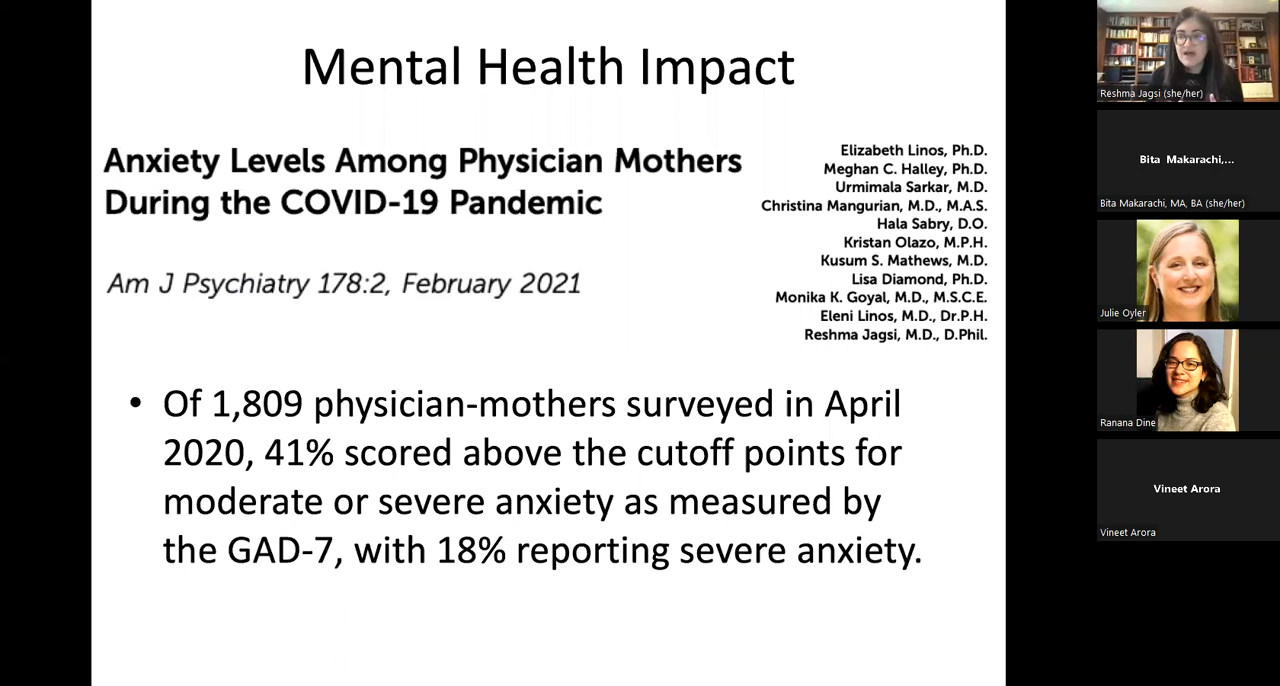 Mental Health Impact
Anxiety Levels Among Physician Mothers
During the COVID-19 Pandemic
Am J Psychiatry 178:2, February 2021
Elizabeth Linos, Ph.D.
Meghan C. Halley, Ph.D.
Urmimala Sarkar, M.D.
Christina Mangurian, M.D., M.A.S.
Hala Sabry, D.O.
Kristan Olazo, M.P.H.
Kusum S. Mathews, M.D.
Lisa Diamond, Ph.D.
Monika K. Goyal, M.D., M.S.C.E.
Eleni Linos, M.D., Dr.P.H.
Reshma Jagsi, M.D., D.Phil.
• Of 1,809 physician-mothers surveyed in April
2020, 41% scored above the cutoff points for
moderate or severe anxiety as measured by
the GAD-7, with 18% reporting severe anxiety.
Reshma Jagsi (she/her)
Bita Makarachi,...
Bita Makarachi, MA, BA (she/her)
Julie Oyler
Ranana Dine
Vineet Arora
Vineet Arora